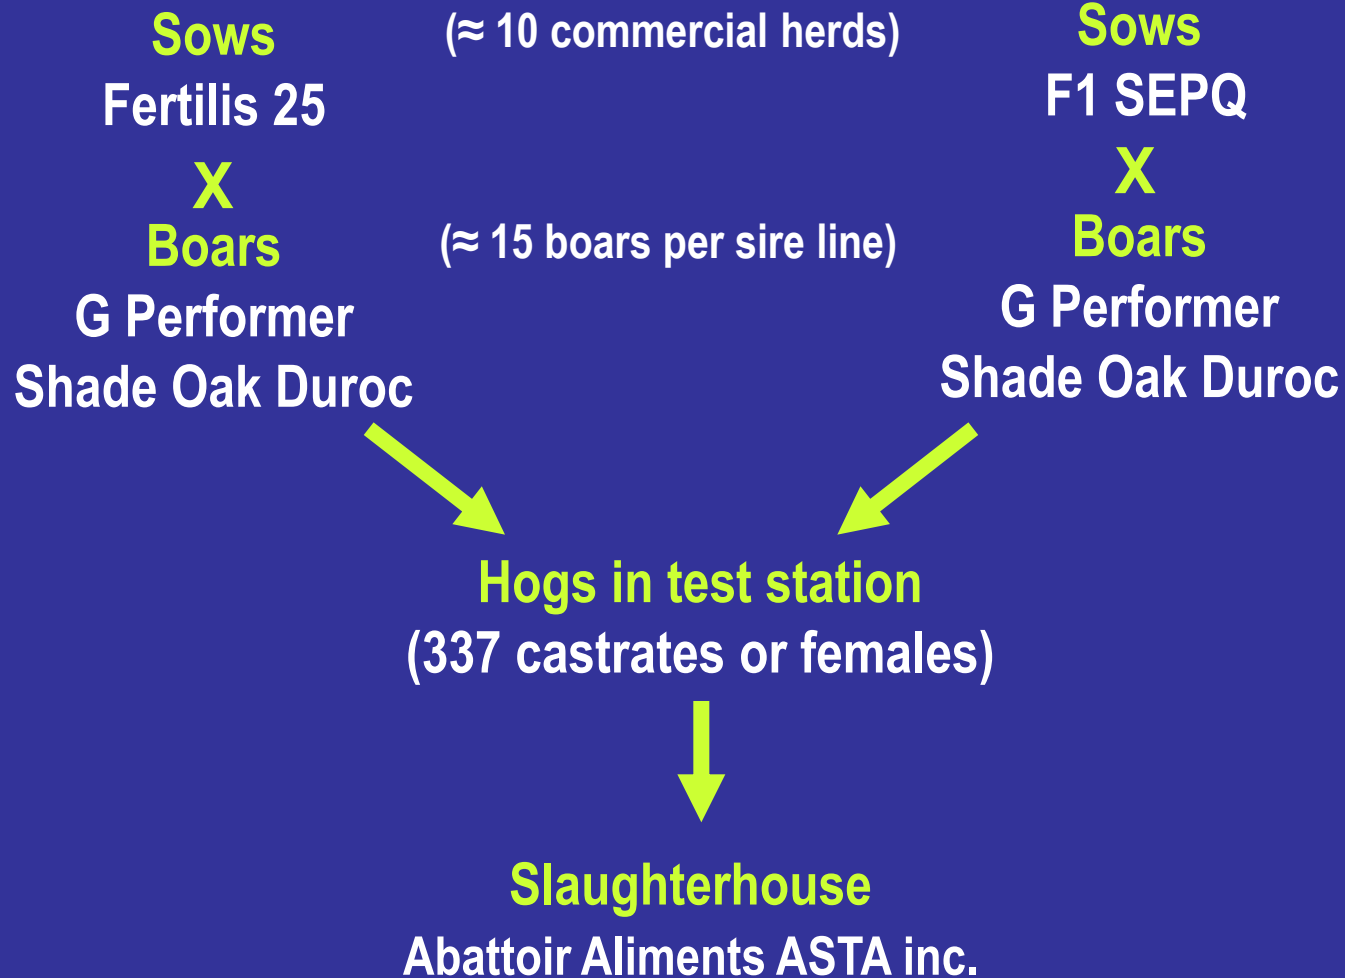 Sows
Fertilis 25
X
Boars
G Performer
Shade Oak Duroc
(≈ 10 commercial herds)
(≈ 15 boars per sire line)
Sows
F1 SEPQ
X
Boars
G Performer
Shade Oak Duroc
Hogs in test station
(337 castrates or females)
Slaughterhouse
Abattoir Aliments ASTA inc.